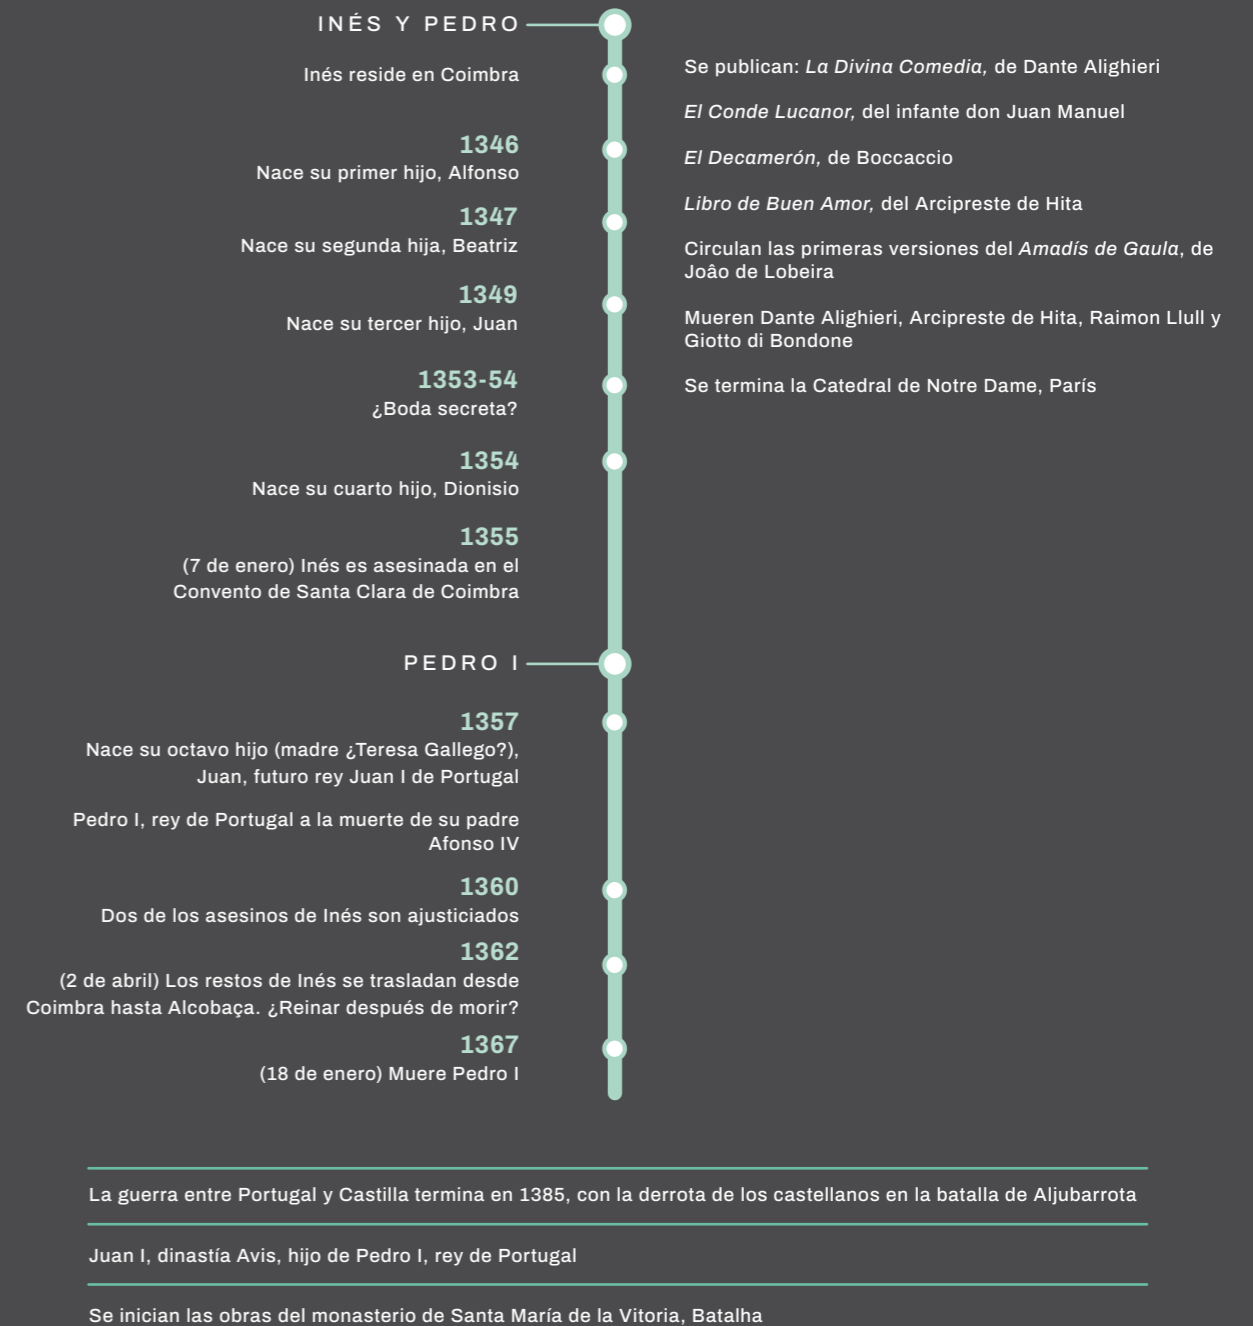 INÉS Y PEDRO
Inés reside en Coimbra
1346
Nace su primer hijo, Alfonso
1347
Nace su segunda hija, Beatriz
1349
Nace su tercer hijo, Juan
1353-54
¿Boda secreta?
1354
Nace su cuarto hijo, Dionisio
1355
(7 de enero) Inés es asesinada en el
Convento de Santa Clara de Coimbra
PEDRO I
1357
Nace su octavo hijo (madre ¿Teresa Gallego?),
Juan, futuro rey Juan I de Portugal
Pedro I, rey de Portugal a la muerte de su padre
Afonso IV
1360
Dos de los asesinos de Inés son ajusticiados
1362
(2 de abril) Los restos de Inés se trasladan desde
Coimbra hasta Alcobaça. ¿Reinar después de morir?
1367
(18 de enero) Muere Pedro I
Se publican: La Divina Comedia, de Dante Alighieri
El Conde Lucanor, del infante don Juan Manuel
El Decamerón, de Boccaccio
Libro de Buen Amor, del Arcipreste de Hita
Circulan las primeras versiones del Amadís de Gaula, de
Joâo de Lobeira
Mueren Dante Alighieri, Arcipreste de Hita, Raimon Llull y
Giotto di Bondone
Se termina la Catedral de Notre Dame, París
La guerra entre Portugal y Castilla termina en 1385, con la derrota de los castellanos en la batalla de Aljubarrota
Juan I, dinastía Avis, hijo de Pedro I, rey de Portugal
Se inician las obras del monasterio de Santa María de la Vitoria, Batalha